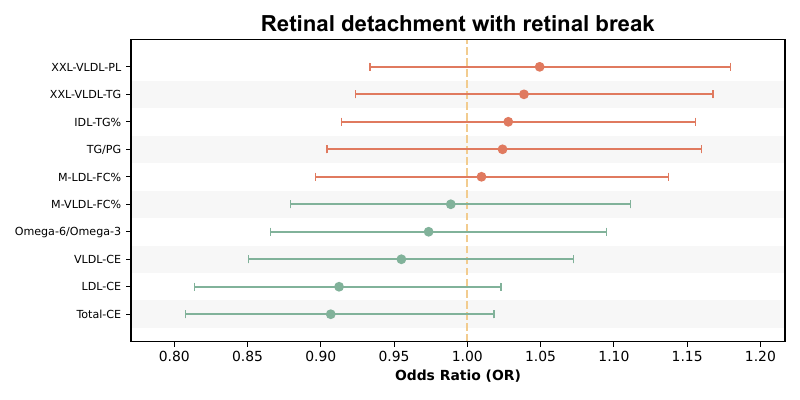 Retinal detachment with retinal break
XXL-VLDL-PL
XXL-VLDL-TG
IDL-TG%
TG/PG
M-LDL-FC%
M-VLDL-FC%
Omega-6/Omega-3
VLDL-CE
LDL-CE
Total-CE
0.80 0.85 0.90 0.95 1.00 1.05 1.10 1.15 1.20
Odds Ratio (OR)